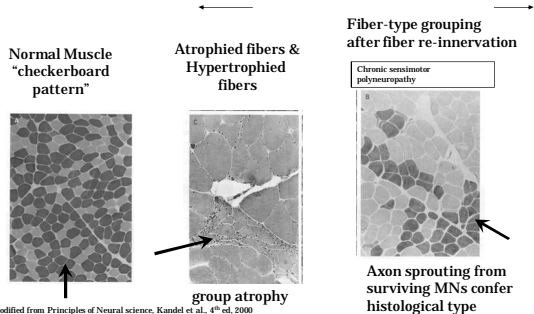 Normal Muscle
“checkerboard
pattern”
Atrophied fibers &
Hypertrophied
fibers
Fiber-type grouping
after fiber re-innervation
Chronic sensimotor
polyneuropathy
A
C
B
group atrophy
Axon sprouting from
surviving MNs confer
histological type
odified from Principles of Neural science, Kandel et al., 4th ed, 2000